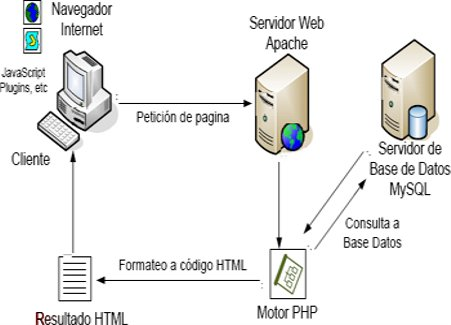 Navegador
Internet
JavaScript
Plugins, etc
Cliente
Petición de pagina
Servidor Web
Apache
Servidor de
Base de Datos
MySQL
Consulta a
Base Datos
Formateo a código HTML
Motor PHP
Resultado HTML